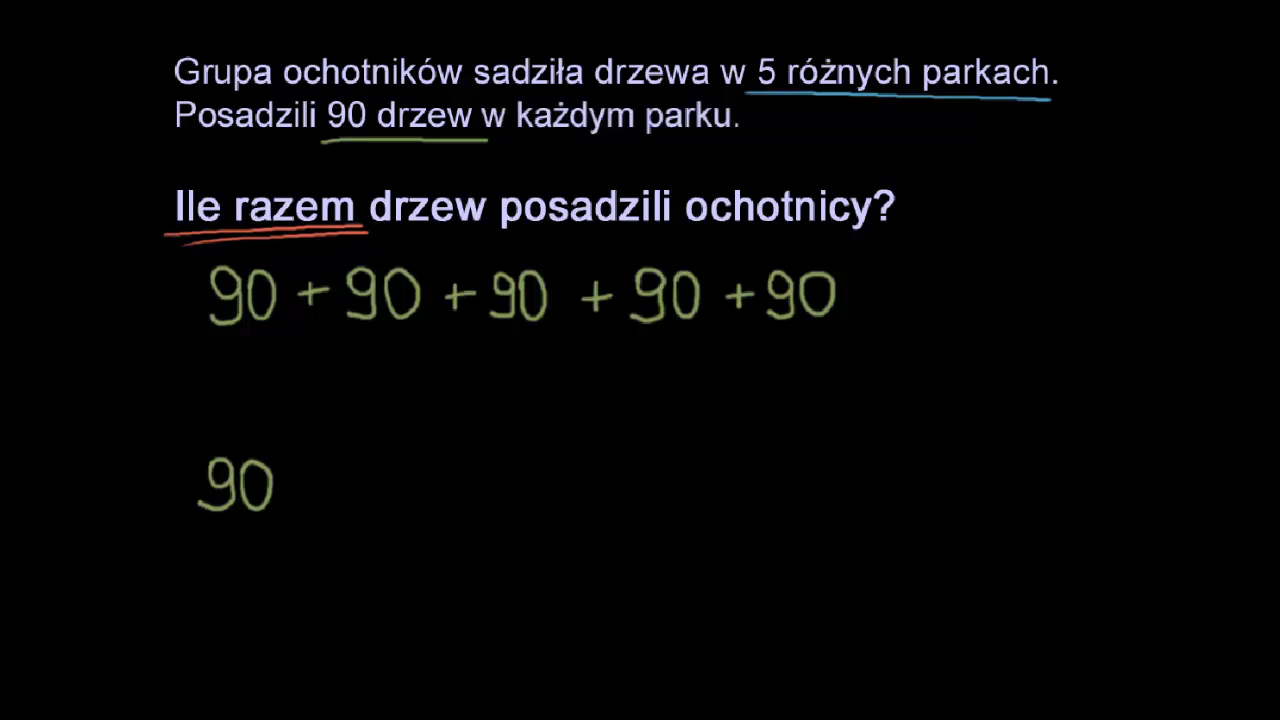 Grupa ochotników sadziła drzewa w 5 różnych parkach.
Posadzili 90 drzew w każdym parku.
Ile razem drzew posadzili ochotnicy?
90 + 90 + 90 + 90 + 90
90